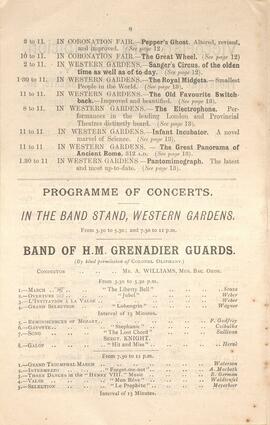 8
2 to 11. IN CORONATION FAIR.—Pepper's Ghost. Altered, revised,
and improved. (See page 12)
10 to 11. IN CORONATION FAIR—The Great Wheel. (See page 12)
2 to 11. IN WESTERN GARDENS.—Sanger's Circus of the olden
time as well as of to-day. (See page 12).
1-30 to 11. IN WESTERN GARDENS—The Royal Midgets.—Smallest
People in the World. (See page 13).
11 to 11. IN WESTERN GARDENS—The Old Favourite Switch-
back.—Improved and beautified. (See page 13).
8 to 11. IN WESTERN GARDENS.—The Electrophone. Per-
formances in the leading London and Provincial
Theatres distinctly heard. (See page 13).
11 to 11. IN WESTERN GARDENS.—Infant Incubator. A novel
marvel of Science. (See page 13).
11 to 11. IN WESTERN GARDENS.—The Great Panorama of
Ancient Rome, 312 A.D. (See page 13).
1.30 to 11 IN WESTERN GARDENS—Pantomimograph. The latest
and most up-to-date. (See page 13).
PROGRAMME OF CONCERTS.
IN THE BAND STAND, WESTERN GARDENS.
From 3.30 to 5.30; and 7.30 to 11 p.m.
BAND OF H.M. GRENADIER GUARDS.
(By kind permission of COLONEL OLIPHANT.)
CONDUCTOR — MR. A. WILLIAMS, MUS. BAC. OXON.
From 3.30 to 5.30 p.m.
1.—MARCH "The Liberty Bell" Sousa
2.—OVERTURE "Jubel" Weber
3.—L'INVITATION À LA VALSE Weber
4.—GRAND SELECTION "Lohengrin" Wagner
Interval of 15 Minutes.
REMINISCENCES OF MOZART F. Godfrey
GAVOTTE "Stephanie" Czibulka
SONG "The Lost Chord" Sullivan
SERGT. KNIGHT.
GALOP "Hit and Miss"
From 7.30 to 11 p.m.
1.—GRAND TRIUMPHAL MARCH
2.—INTERMEZZO "Forget-me-not" A. Macbeth
3.—THREE DANCES IN THE "HENRY VIII." MUSIC E. German
4.—VALSE "Mon Rêve" Waldteufel
5.—SELECTION "Le Prophète" Meyerbeer
Interval of 15 minutes.